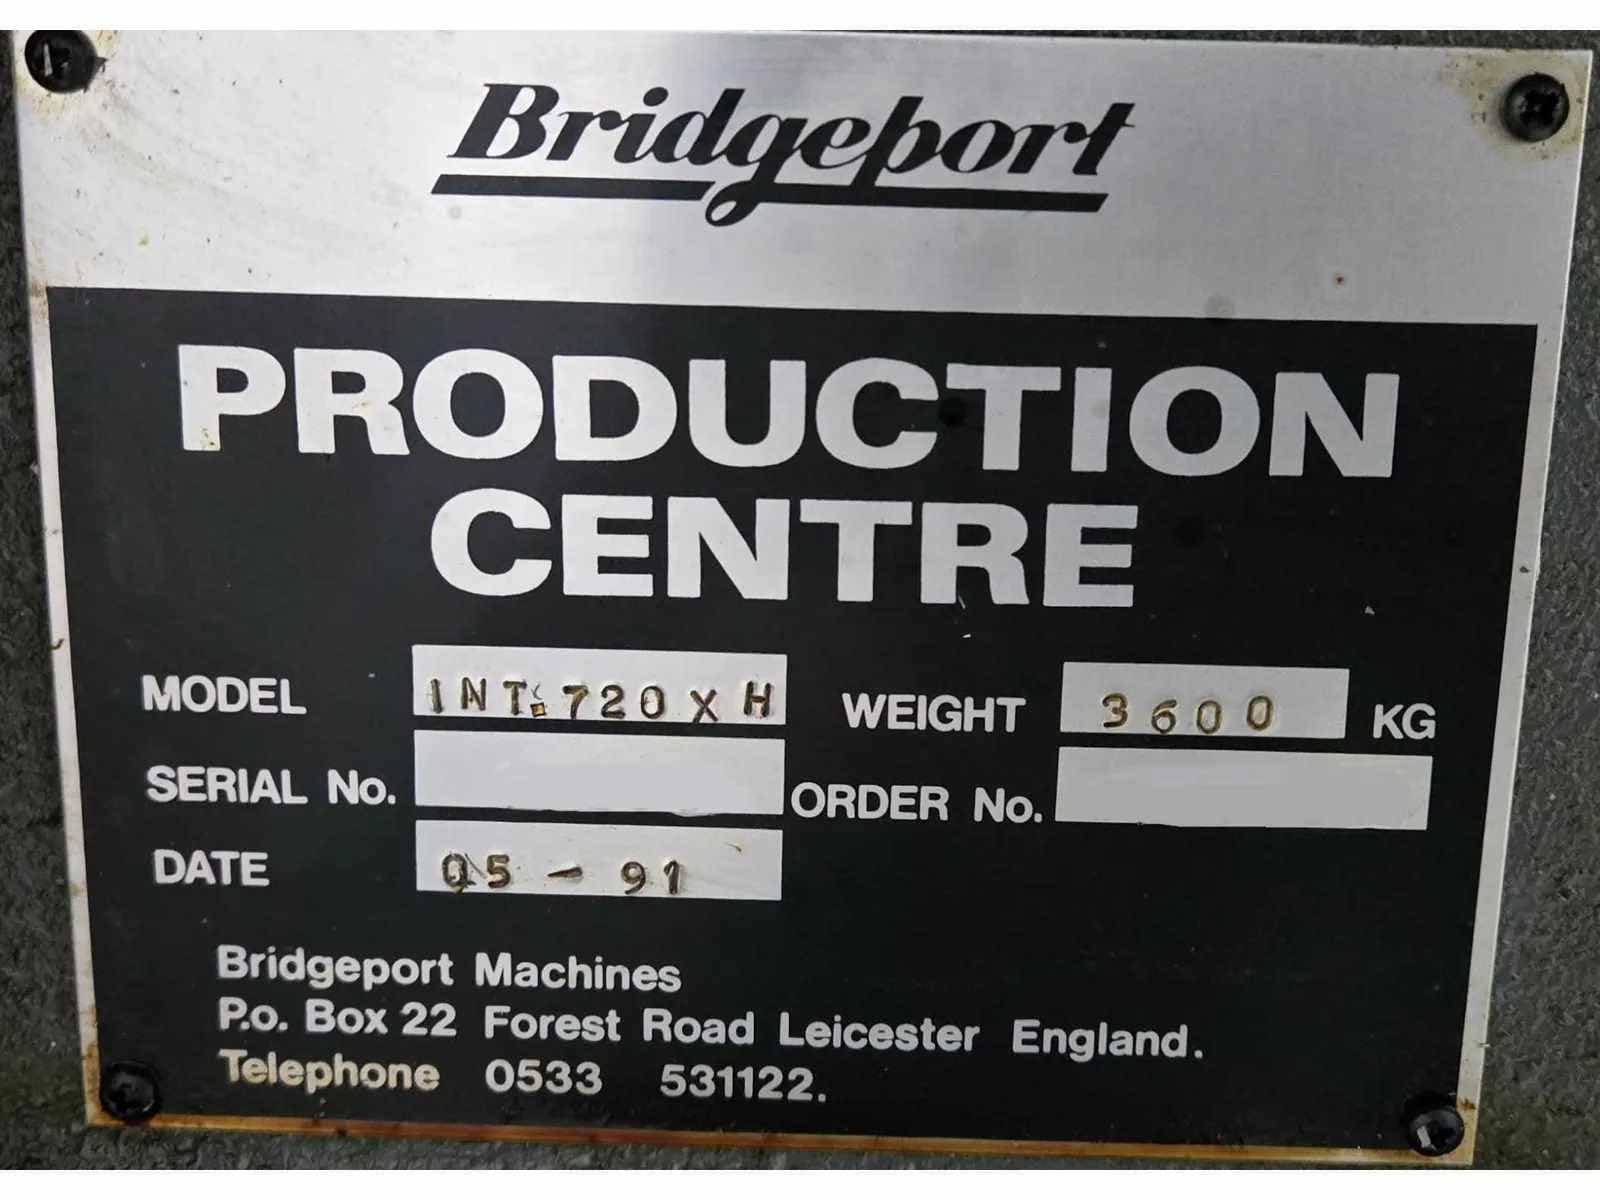 Bridgeport
PRODUCTION
CENTRE
MODEL INT.720XH WEIGHT 3600 KG
SERIAL No. ORDER No.
DATE 05-91
Bridgeport Machines
P.o. Box 22 Forest Road Leicester England.
Telephone 0533 531122.